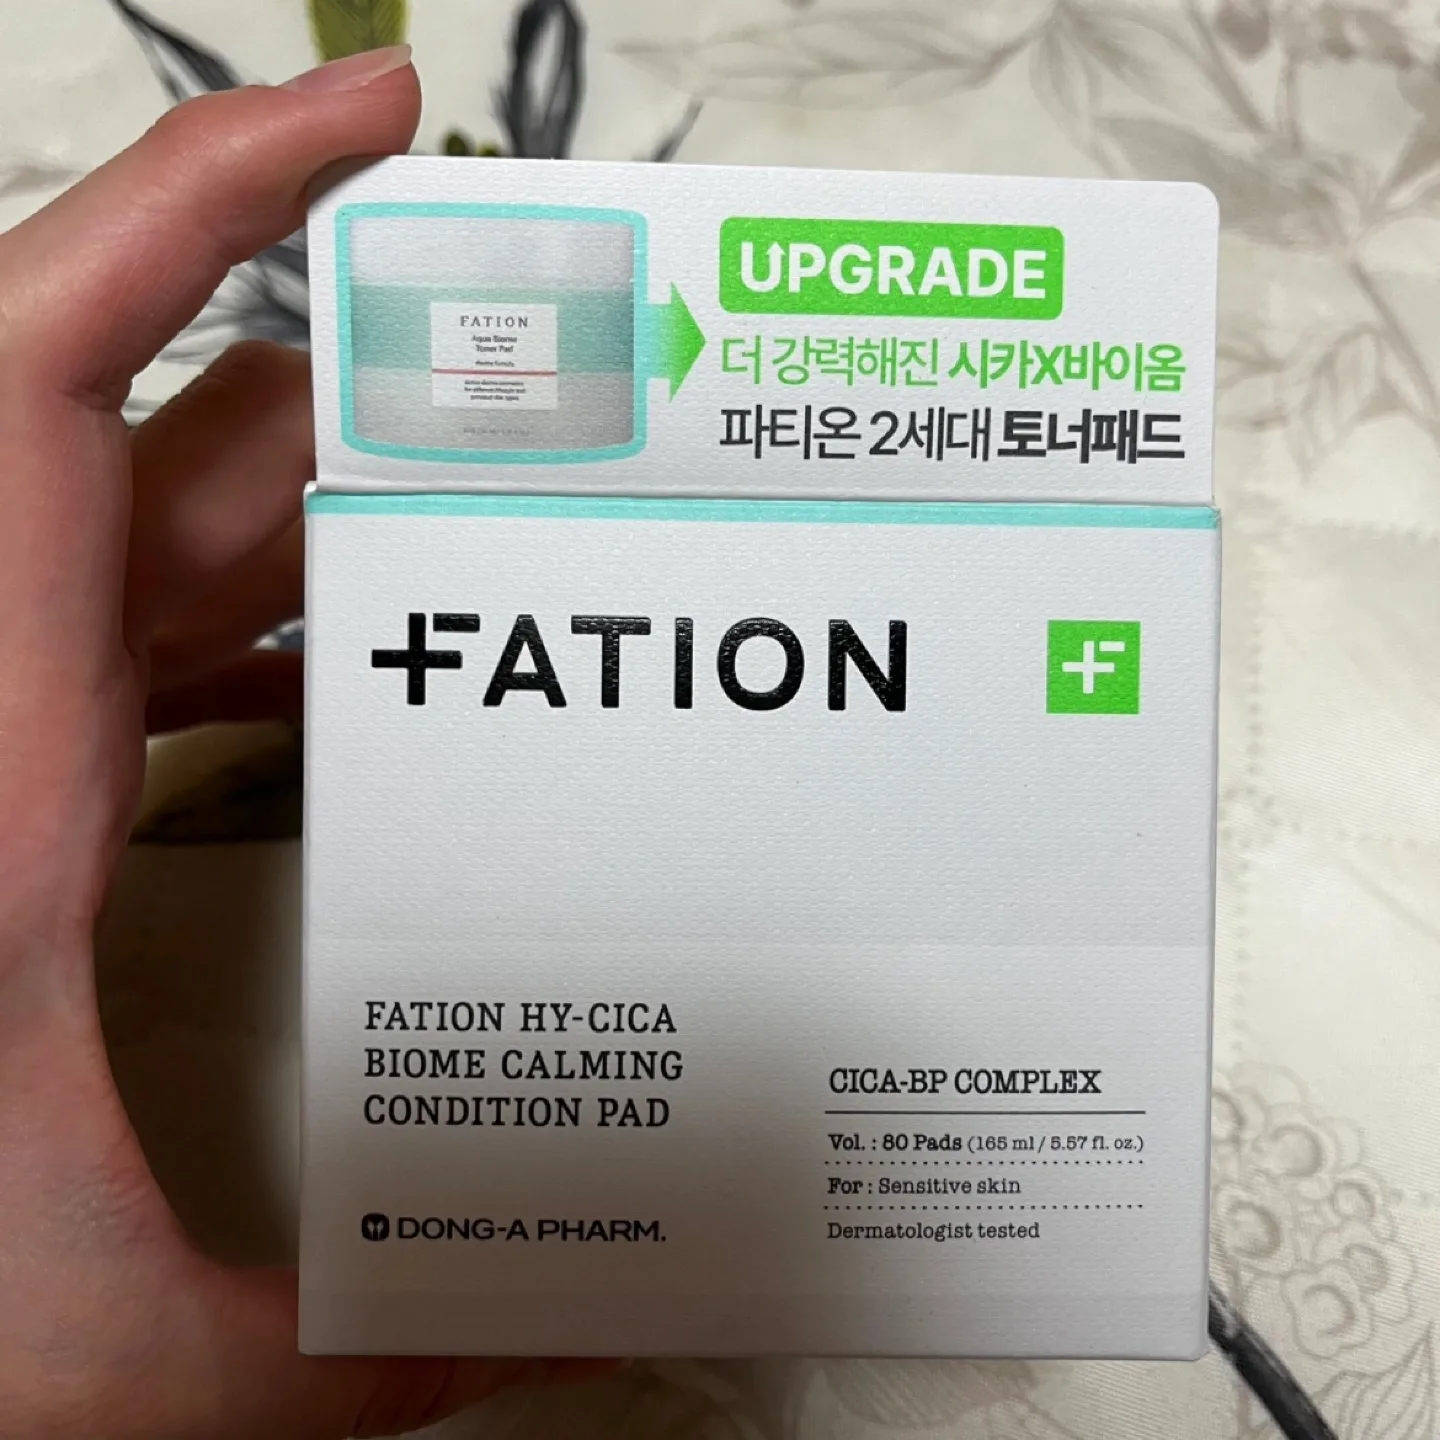 UPGRADE
더 강력해진 시카X바이옴
파티온 2세대 토너패드
FATION
Aqua Biome
Toner Pad
FATION
F
FATION HY-CICA
BIOME CALMING
CONDITION PAD
DONG-A PHARM.
CICA-BP COMPLEX
Vol. : 80 Pads (165 ml / 5.57 fl. oz.)
For : Sensitive skin
Dermatologist tested